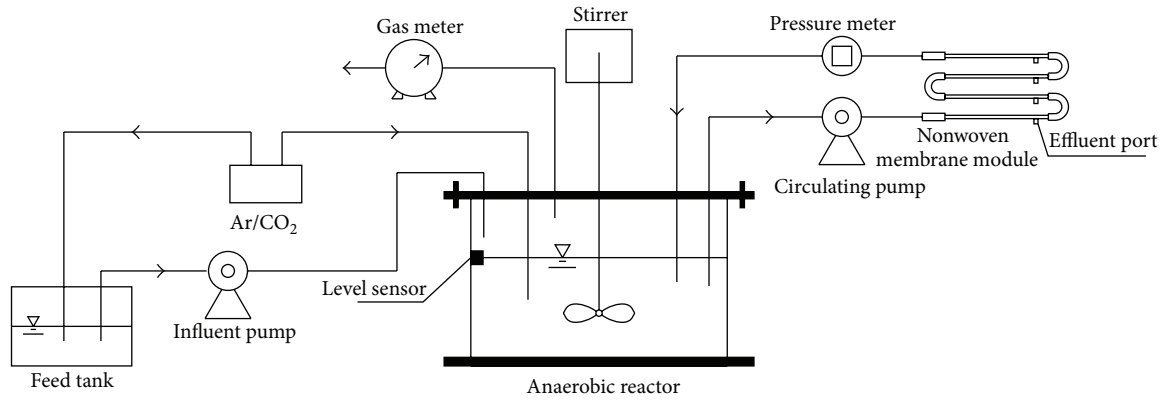 Stirrer
Gas meter
Pressure meter
Nonwoven
membrane module
Effluent port
Circulating pump
Ar/CO₂
Level sensor
Influent pump
Feed tank
Anaerobic reactor